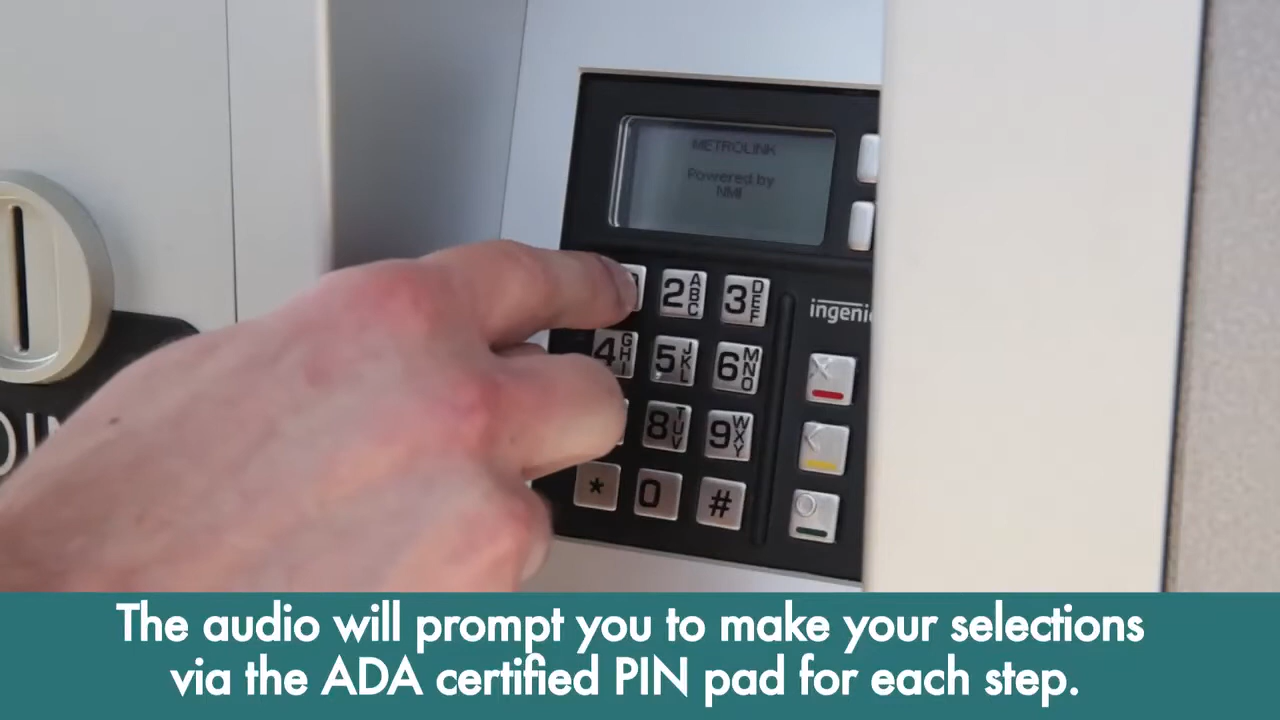 METROLINK
Powered by
NMI
2 ABC
3 DEF
ingenic
4 GHI
5 JKL
6 MNO
8 TUV
9 WXY
* 0 #
The audio will prompt you to make your selections
via the ADA certified PIN pad for each step.